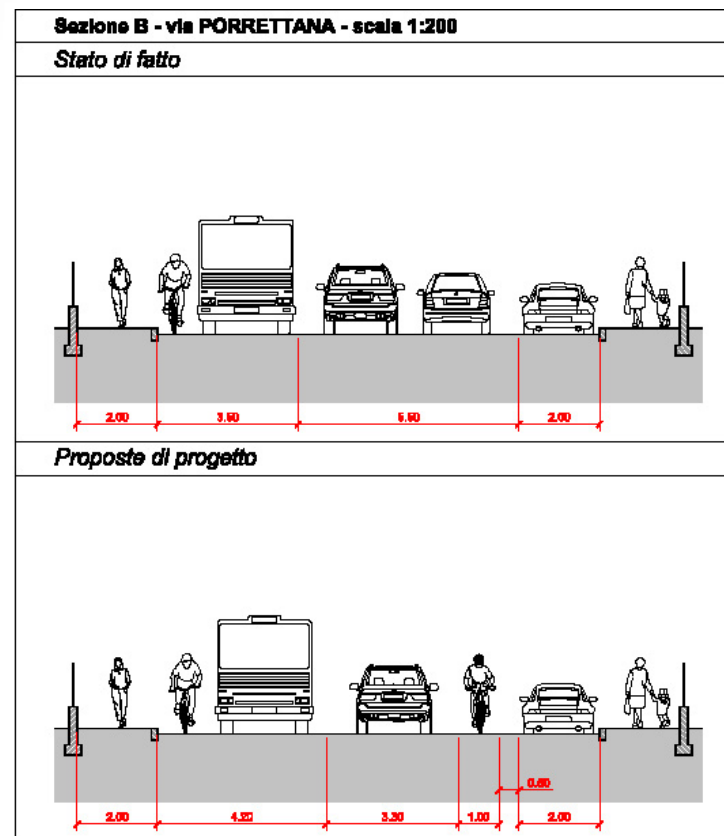 Sezione B - via PORRETTANA - scala 1:200
Stato di fatto
2.00 3.50 5.50 2.00
Proposte di progetto
0.50
2.00 4.20 3.30 1.00 2.00